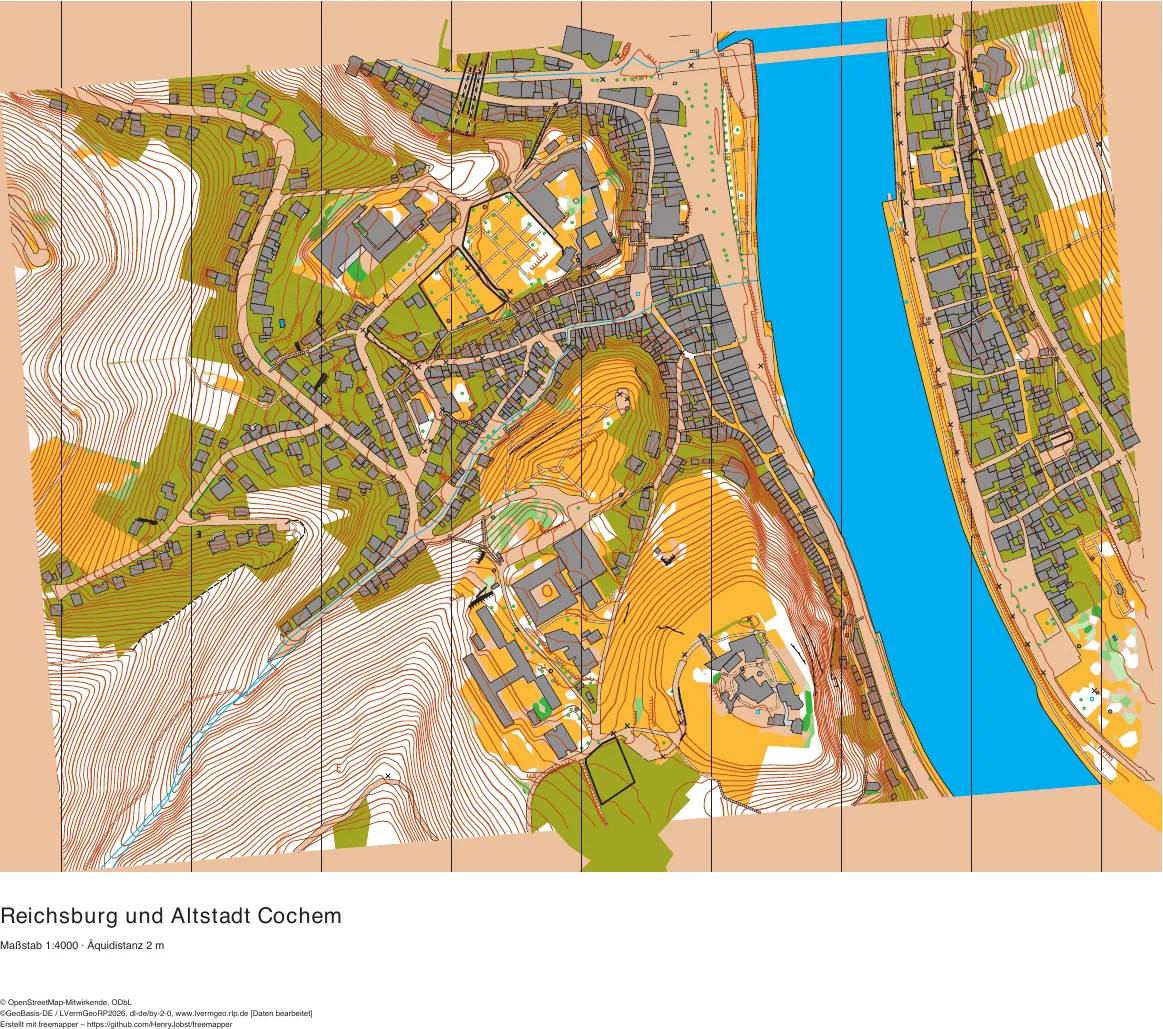 Reichsburg und Altstadt Cochem
Maßstab 1:4000 · Äquidistanz 2 m
© OpenStreetMap-Mitwirkende, ODbL
©GeoBasis-DE / LVermGeoRP2026, dl-de/by-2-0, www.lvermgeo.rlp.de [Daten bearbeitet]
Erstellt mit freemapper – https://github.com/HenryJobst/freemapper